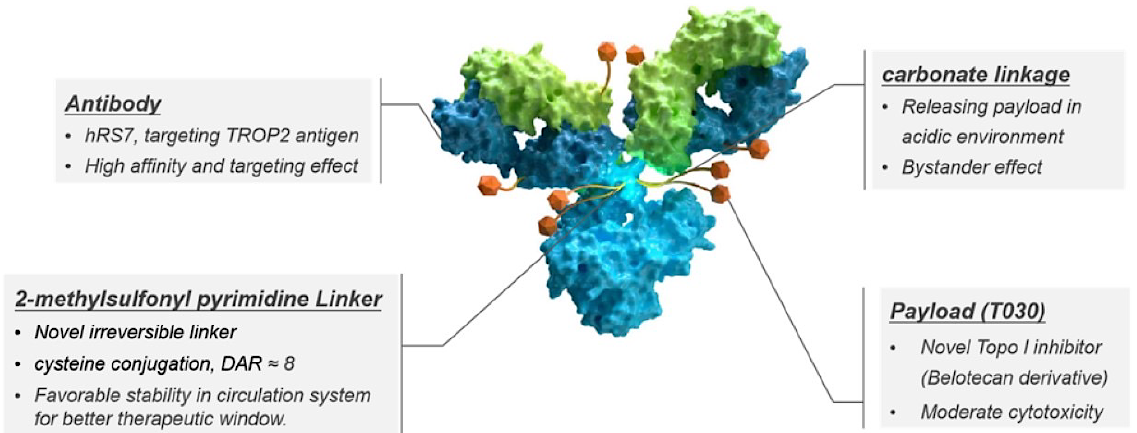 Antibody
• hRS7, targeting TROP2 antigen
• High affinity and targeting effect
carbonate linkage
• Releasing payload in
acidic environment
• Bystander effect
2-methylsulfonyl pyrimidine Linker
• Novel irreversible linker
• cysteine conjugation, DAR ≈ 8
• Favorable stability in circulation system
for better therapeutic window.
Payload (T030)
• Novel Topo I inhibitor
(Belotecan derivative)
• Moderate cytotoxicity